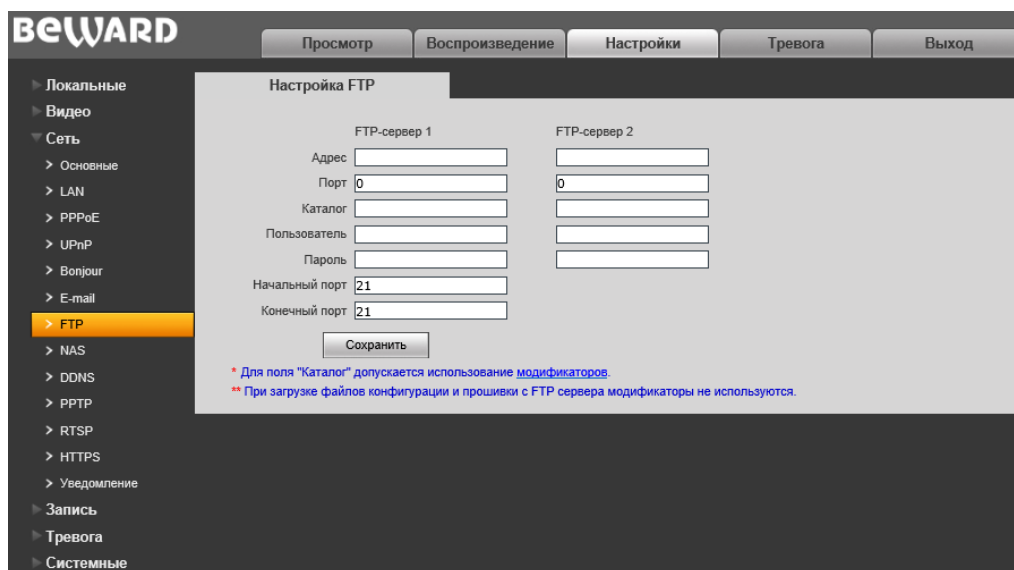 BEWARD
Просмотр Воспроизведение Настройки Тревога Выход
Локальные
Видео
Сеть
Основные
LAN
PPPoE
UPnP
Bonjour
E-mail
FTP
NAS
DDNS
PPTP
RTSP
HTTPS
Уведомление
Запись
Тревога
Системные
Настройка FTP
FTP-сервер 1 FTP-сервер 2
Адрес
Порт 0 0
Каталог
Пользователь
Пароль
Начальный порт 21
Конечный порт 21
Сохранить
* Для поля "Каталог" допускается использование модификаторов.
** При загрузке файлов конфигурации и прошивки с FTP сервера модификаторы не используются.